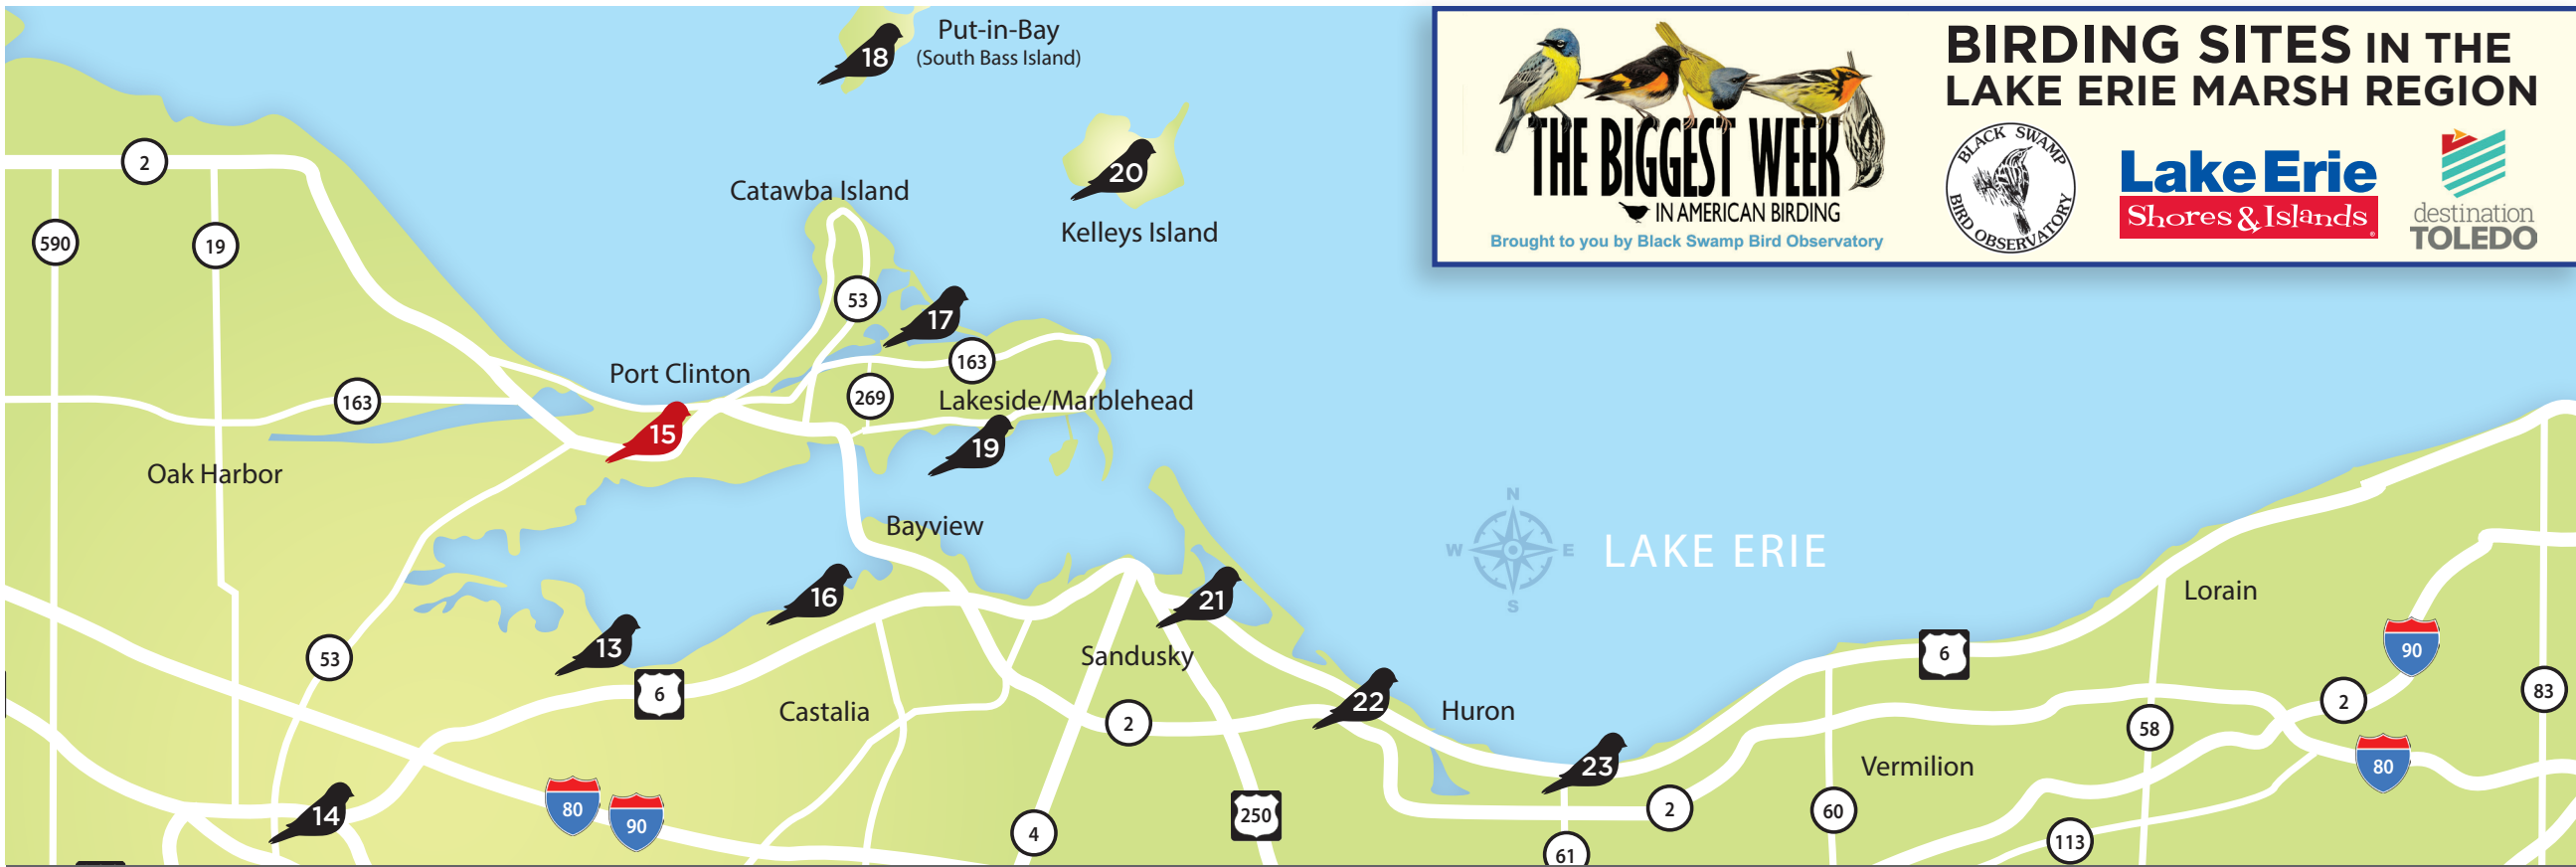 Put-in-Bay
(South Bass Island)
18
BIRDING SITES IN THE
LAKE ERIE MARSH REGION
THE BIGGEST WEEK
IN AMERICAN BIRDING
Brought to you by Black Swamp Bird Observatory
BLACK SWAMP
BIRD OBSERVATORY
Lake Erie
Shores & Islands®
destination
TOLEDO
2
20
Catawba Island
Kelleys Island
590
19
53
17
163
Port Clinton
269
Lakeside/Marblehead
163
15
19
Oak Harbor
N
W
E
S
LAKE ERIE
Bayview
16
21
Lorain
13
53
Sandusky
6
90
6
22
83
Castalia
2
Huron
2
58
23
Vermilion
80
14
80
90
250
2
60
4
113
61